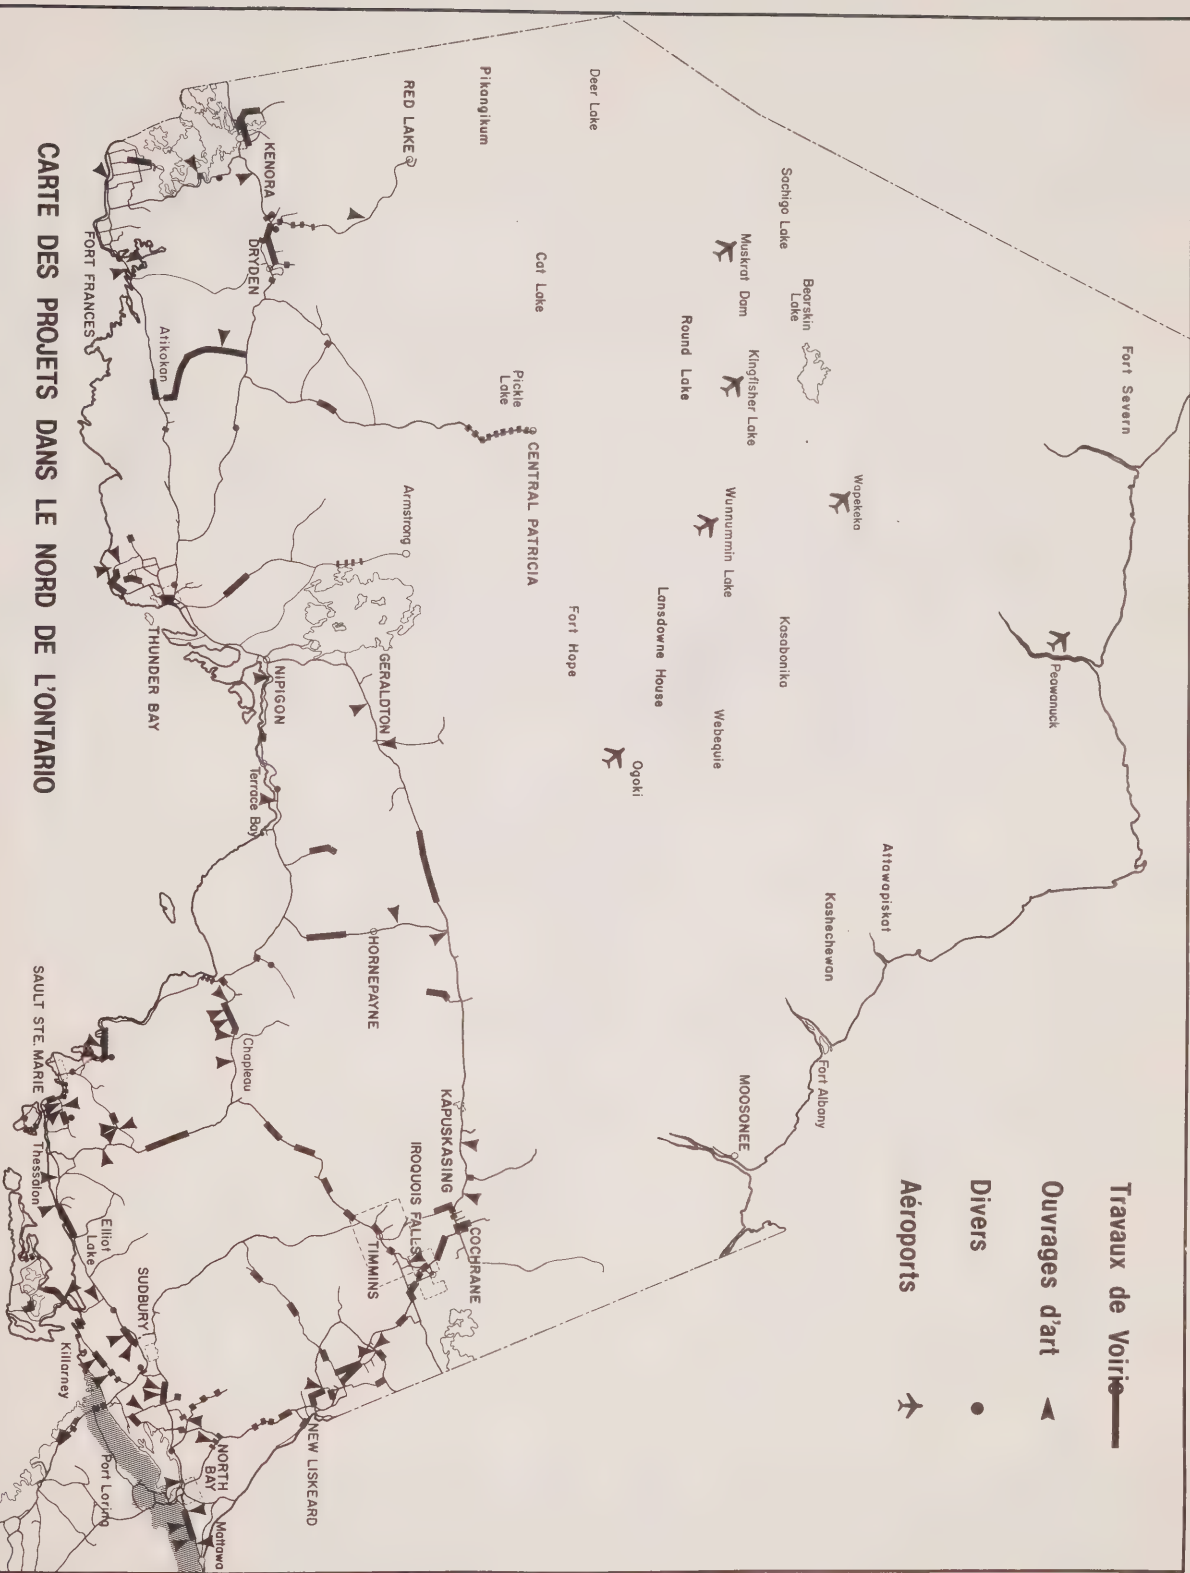 Travaux de Voirie
Ouvrages d'art
Divers
Aéroports
Fort Severn
Peawanuck
Sachigo Lake
Bearskin
Lake
Muskrat Dam
Kingfisher Lake
Wapekeka
Round Lake
Wunnummin Lake
Kasabonika
Lansdowne House
Webequie
Ogoki
Attawapiskat
Kashechewan
Fort Albany
MOOSONEE
Deer Lake
Pikangikum
RED LAKE
Cat Lake
Pickle
Lake
CENTRAL PATRICIA
Fort Hope
Armstrong
KENORA
DRYDEN
FORT FRANCES
Atikokan
THUNDER BAY
NIPIGON
GERALDTON
Terrace Bay
HORNEPAYNE
Chapleau
KAPUSKASING
IROQUOIS FALLS
COCHRANE
TIMMINS
SAULT STE. MARIE
Thessalon
Elliot
Lake
SUDBURY
Killarney
NEW LISKEARD
NORTH
BAY
Port Loring
Mattawa
CARTE DES PROJETS DANS LE NORD DE L'ONTARIO